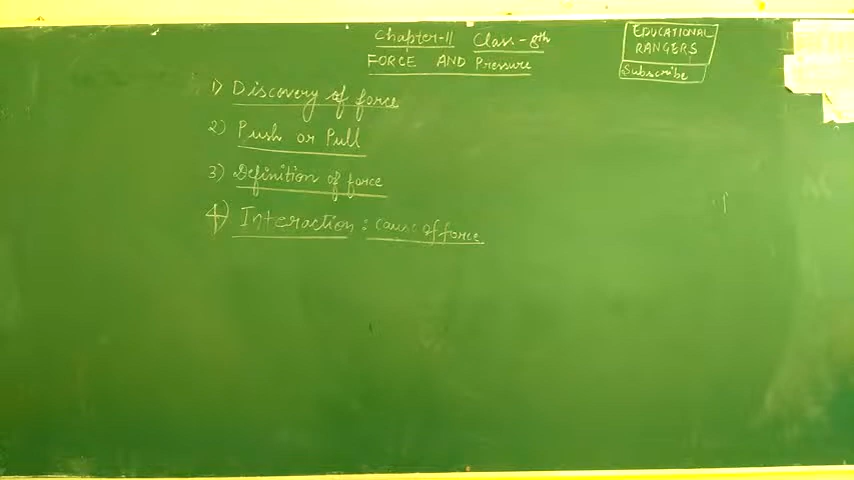 Chapter-11 Class-8th
FORCE AND Pressure
EDUCATIONAL
RANGERS
Subscribe
1) Discovery of force
2) Push or Pull
3) Definition of force
4) Interaction : cause of force